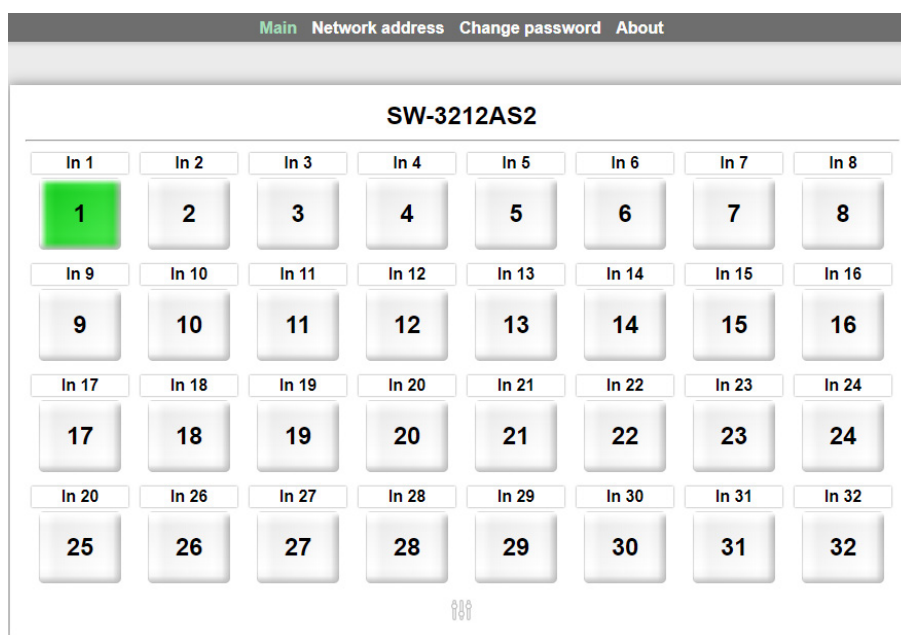 Main Network address Change password About
SW-3212AS2
In 1 In 2 In 3 In 4 In 5 In 6 In 7 In 8
1 2 3 4 5 6 7 8
In 9 In 10 In 11 In 12 In 13 In 14 In 15 In 16
9 10 11 12 13 14 15 16
In 17 In 18 In 19 In 20 In 21 In 22 In 23 In 24
17 18 19 20 21 22 23 24
In 20 In 26 In 27 In 28 In 29 In 30 In 31 In 32
25 26 27 28 29 30 31 32